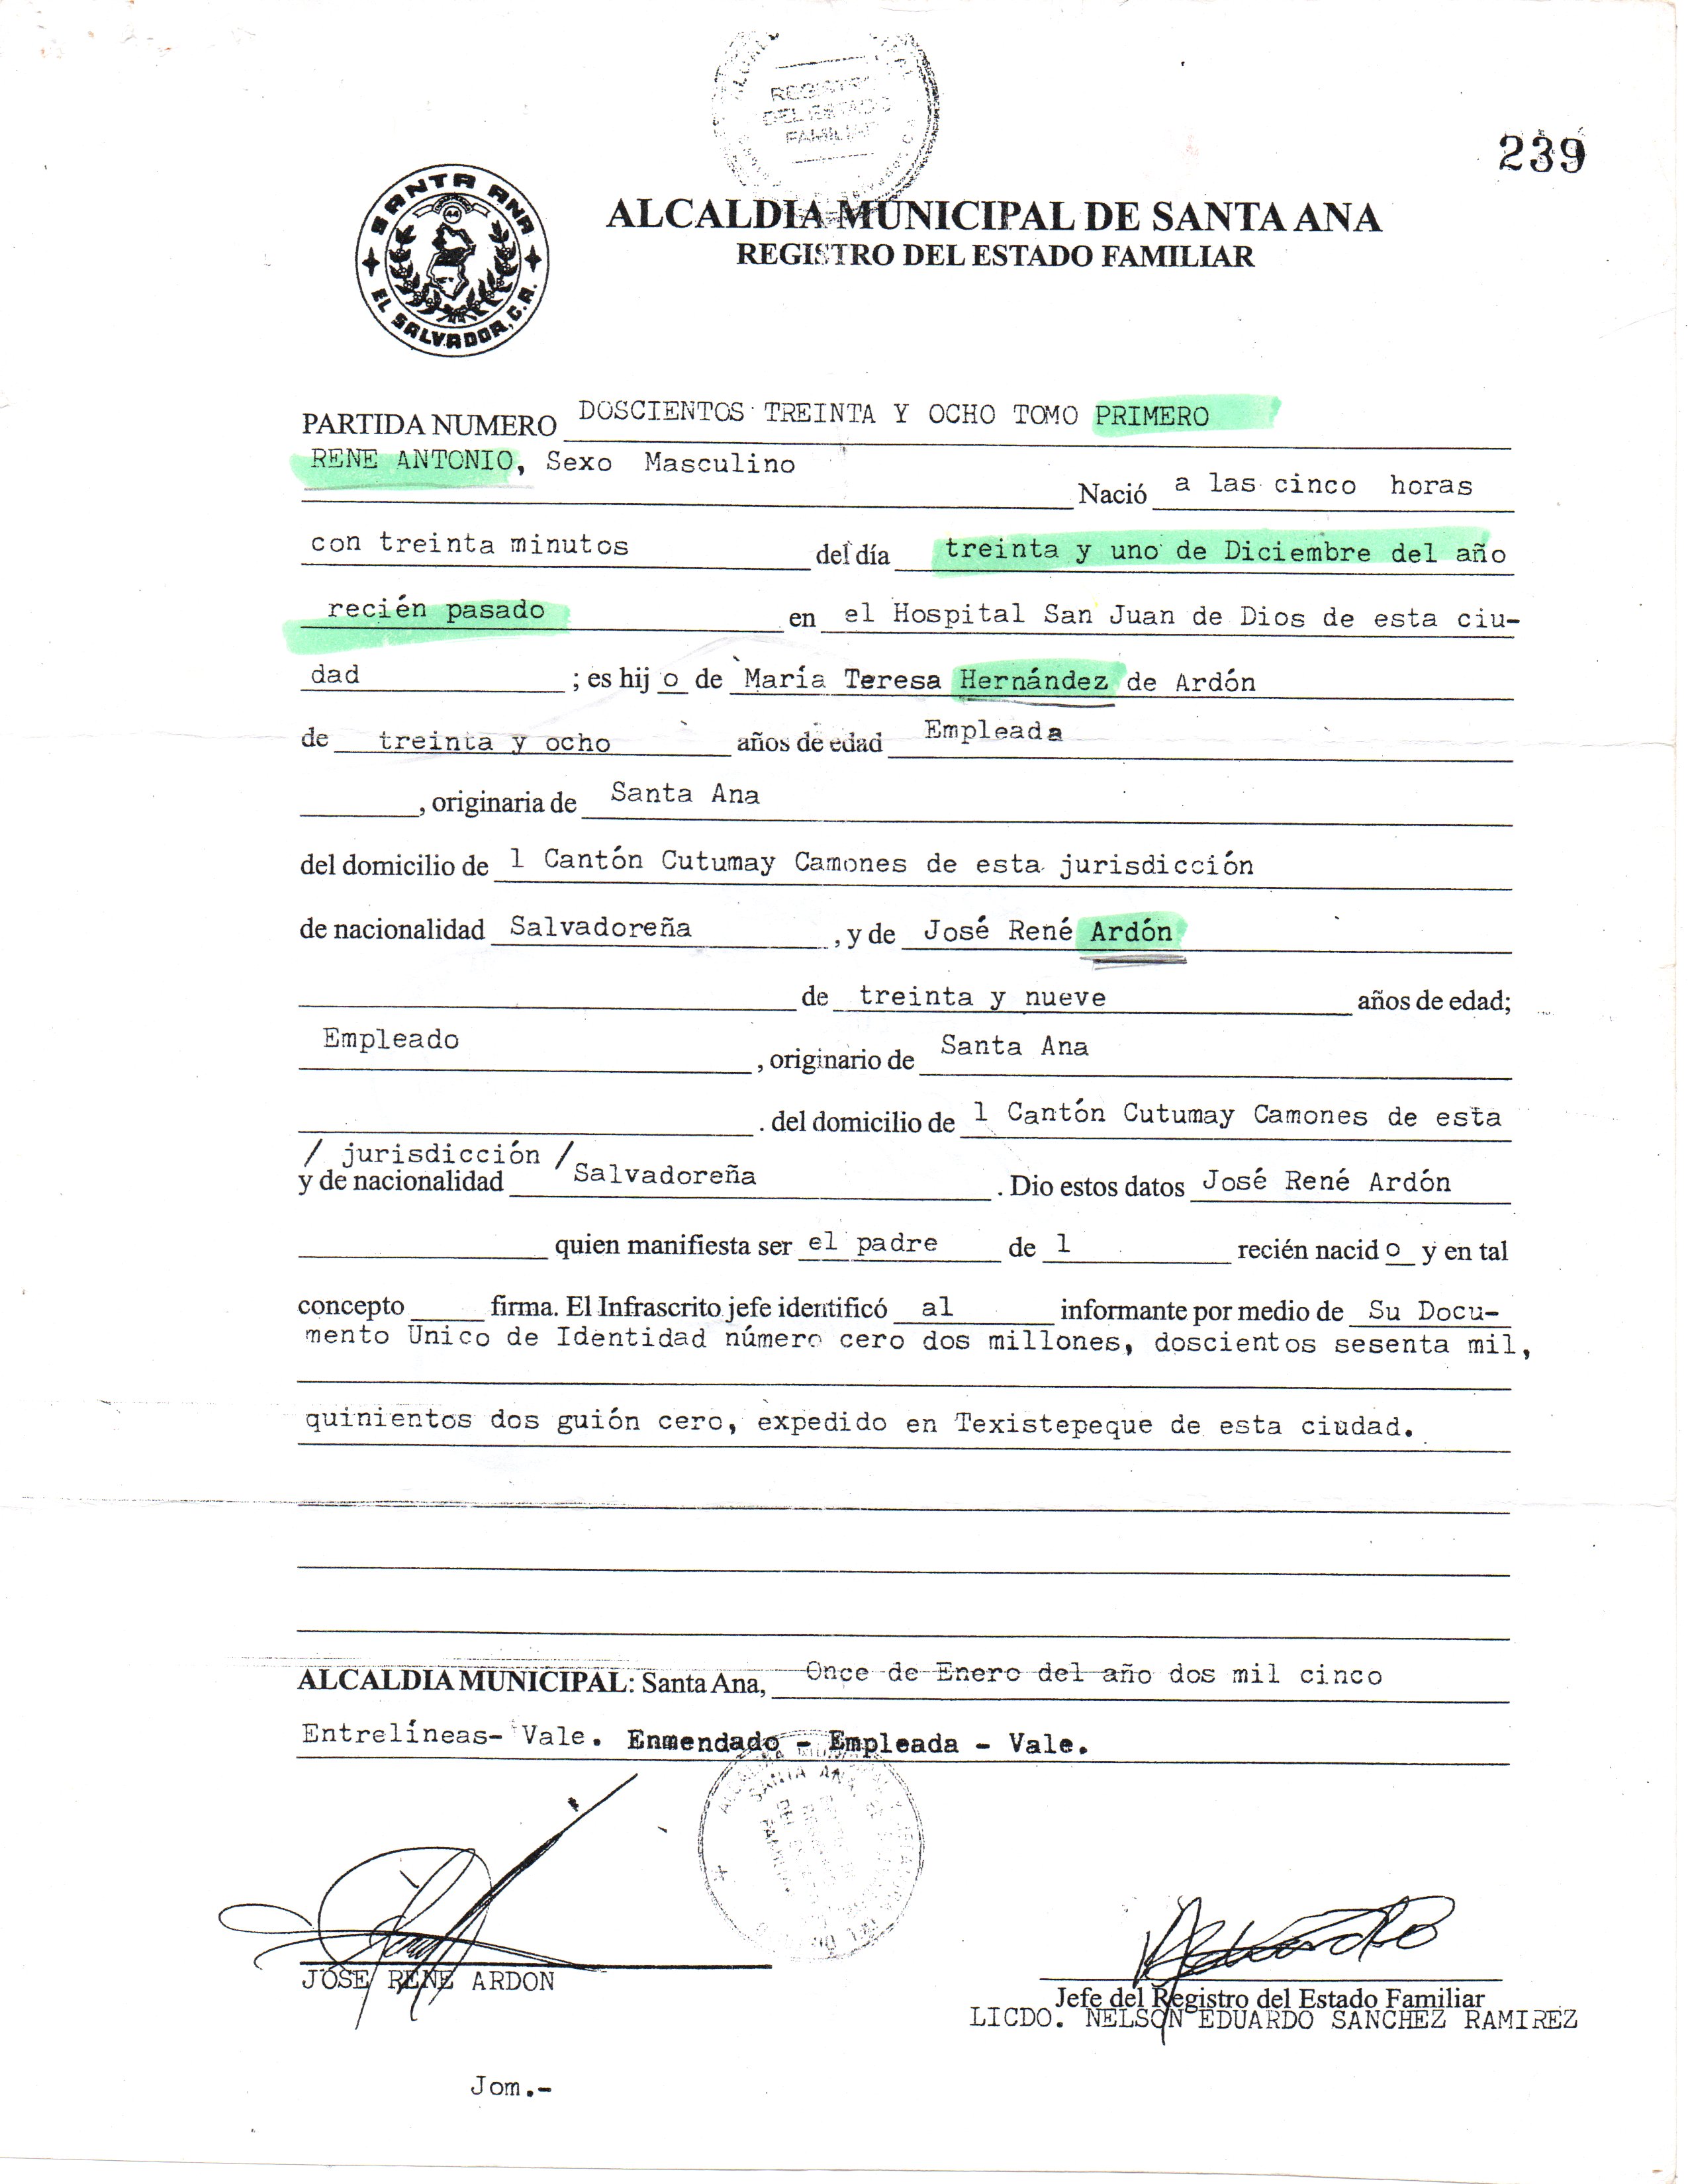 REGISTRO
DEL ESTADO
FAMILIAR
239
SANTA ANA
44
EL SALVADOR, C.A.
ALCALDIA MUNICIPAL DE SANTA ANA
REGISTRO DEL ESTADO FAMILIAR
PARTIDA NUMERO DOSCIENTOS TREINTA Y OCHO TOMO PRIMERO
RENE ANTONIO, Sexo Masculino Nació a las cinco horas
con treinta minutos del día treinta y uno de Diciembre del año
recién pasado en el Hospital San Juan de Dios de esta ciu-
dad ; es hij o de María Teresa Hernández de Ardón
de treinta y ocho años de edad Empleada
, originaria de Santa Ana
del domicilio de l Cantón Cutumay Camones de esta jurisdicción
de nacionalidad Salvadoreña , y de José René Ardón
de treinta y nueve años de edad;
Empleado , originario de Santa Ana
. del domicilio de l Cantón Cutumay Camones de esta
/ jurisdicción /
y de nacionalidad Salvadoreña . Dio estos datos José René Ardón
quien manifiesta ser el padre de l recién nacid o y en tal
concepto firma. El Infrascrito jefe identificó al informante por medio de Su Docu-
mento Unico de Identidad número cero dos millones, doscientos sesenta mil,
quinientos dos guión cero, expedido en Texistepeque de esta ciudad.
ALCALDIA MUNICIPAL: Santa Ana, Once de Enero del año dos mil cinco
Entrelíneas- Vale. Enmendado - Empleada - Vale.
SANTA ANA
JOSE RENE ARDON
Jefe del Registro del Estado Familiar
LICDO. NELSON EDUARDO SANCHEZ RAMIREZ
Jom.-